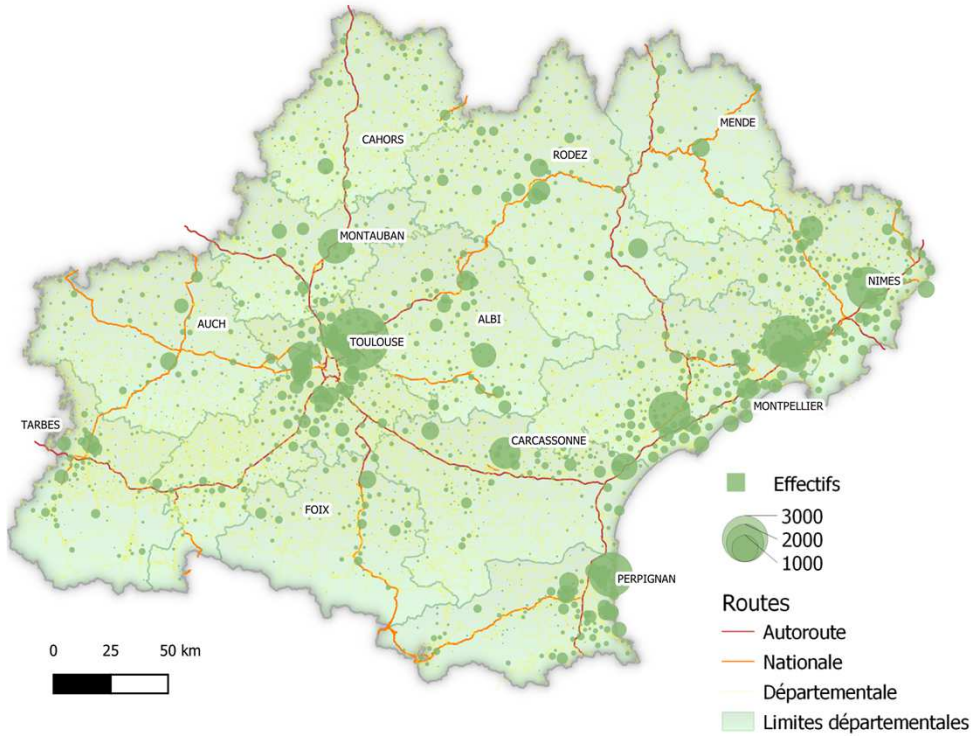 CAHORS
MENDE
RODEZ
MONTAUBAN
NIMES
AUCH
ALBI
TOULOUSE
MONTPELLIER
TARBES
CARCASSONNE
FOIX
PERPIGNAN
Effectifs
3000
2000
1000
Routes
Autoroute
Nationale
Départementale
Limites départementales
0 25 50 km